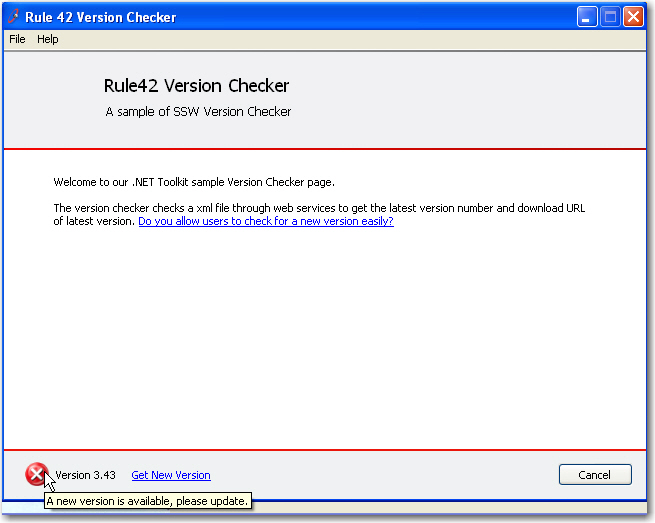 Rule 42 Version Checker
File Help
Rule42 Version Checker
A sample of SSW Version Checker
Welcome to our .NET Toolkit sample Version Checker page.
The version checker checks a xml file through web services to get the latest version number and download URL
of latest version. Do you allow users to check for a new version easily?
Version 3.43 Get New Version Cancel
A new version is available, please update.